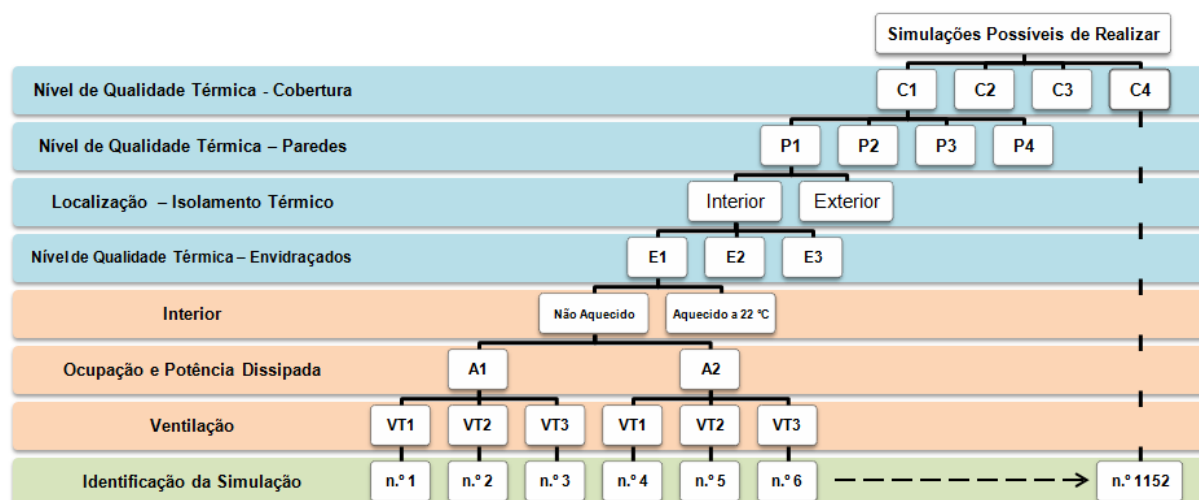 Simulações Possíveis de Realizar
Nível de Qualidade Térmica - Cobertura
C1 C2 C3 C4
Nível de Qualidade Térmica – Paredes
P1 P2 P3 P4
Localização – Isolamento Térmico
Interior Exterior
Nível de Qualidade Térmica – Envidraçados
E1 E2 E3
Interior
Não Aquecido Aquecido a 22 °C
Ocupação e Potência Dissipada
A1 A2
Ventilação
VT1 VT2 VT3 VT1 VT2 VT3
Identificação da Simulação
n.º 1 n.º 2 n.º 3 n.º 4 n.º 5 n.º 6 n.º 1152